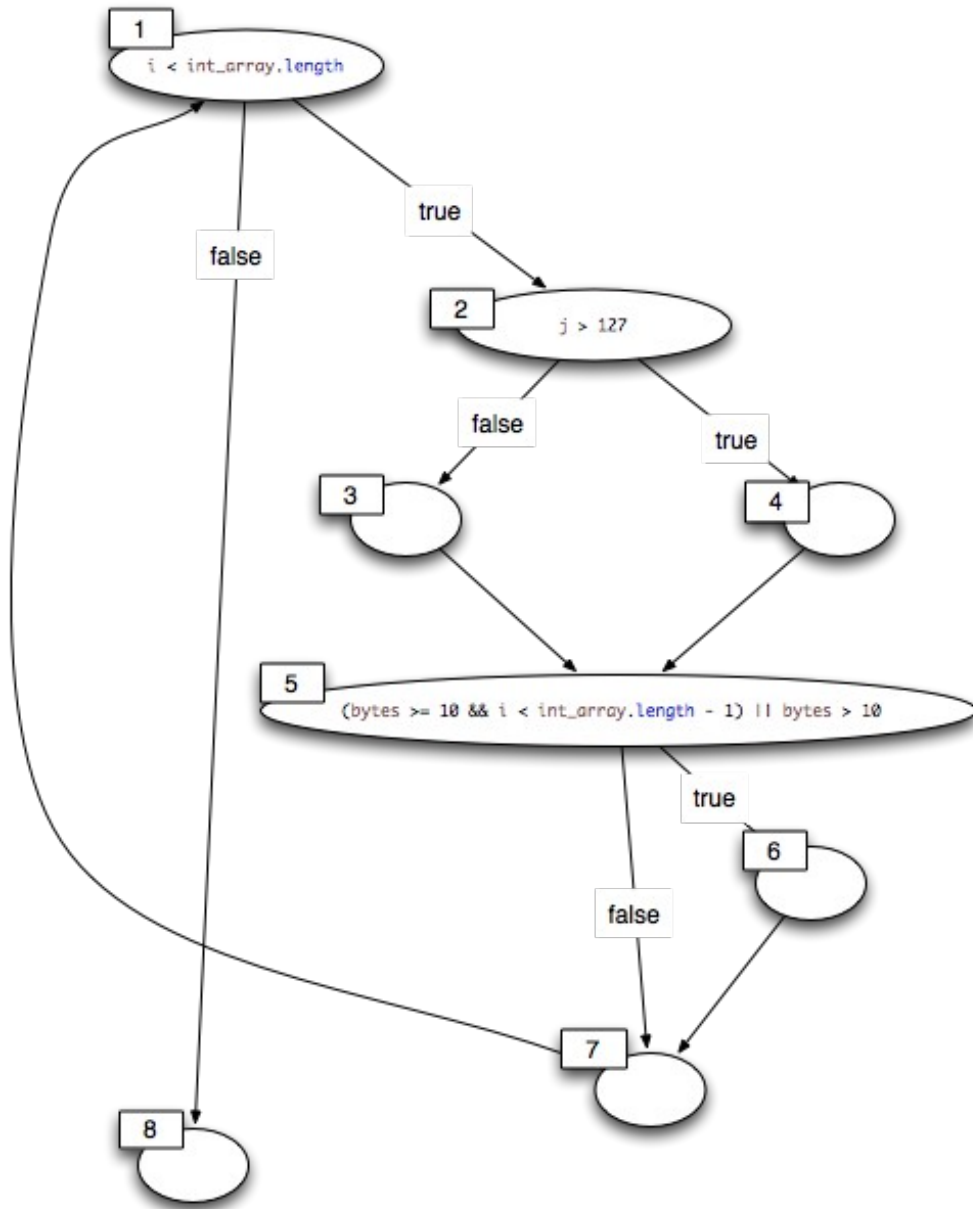 1
i < int_array.length
true
false
2
j > 127
false
true
3
4
5
(bytes >= 10 && i < int_array.length - 1) || bytes > 10
true
6
false
7
8